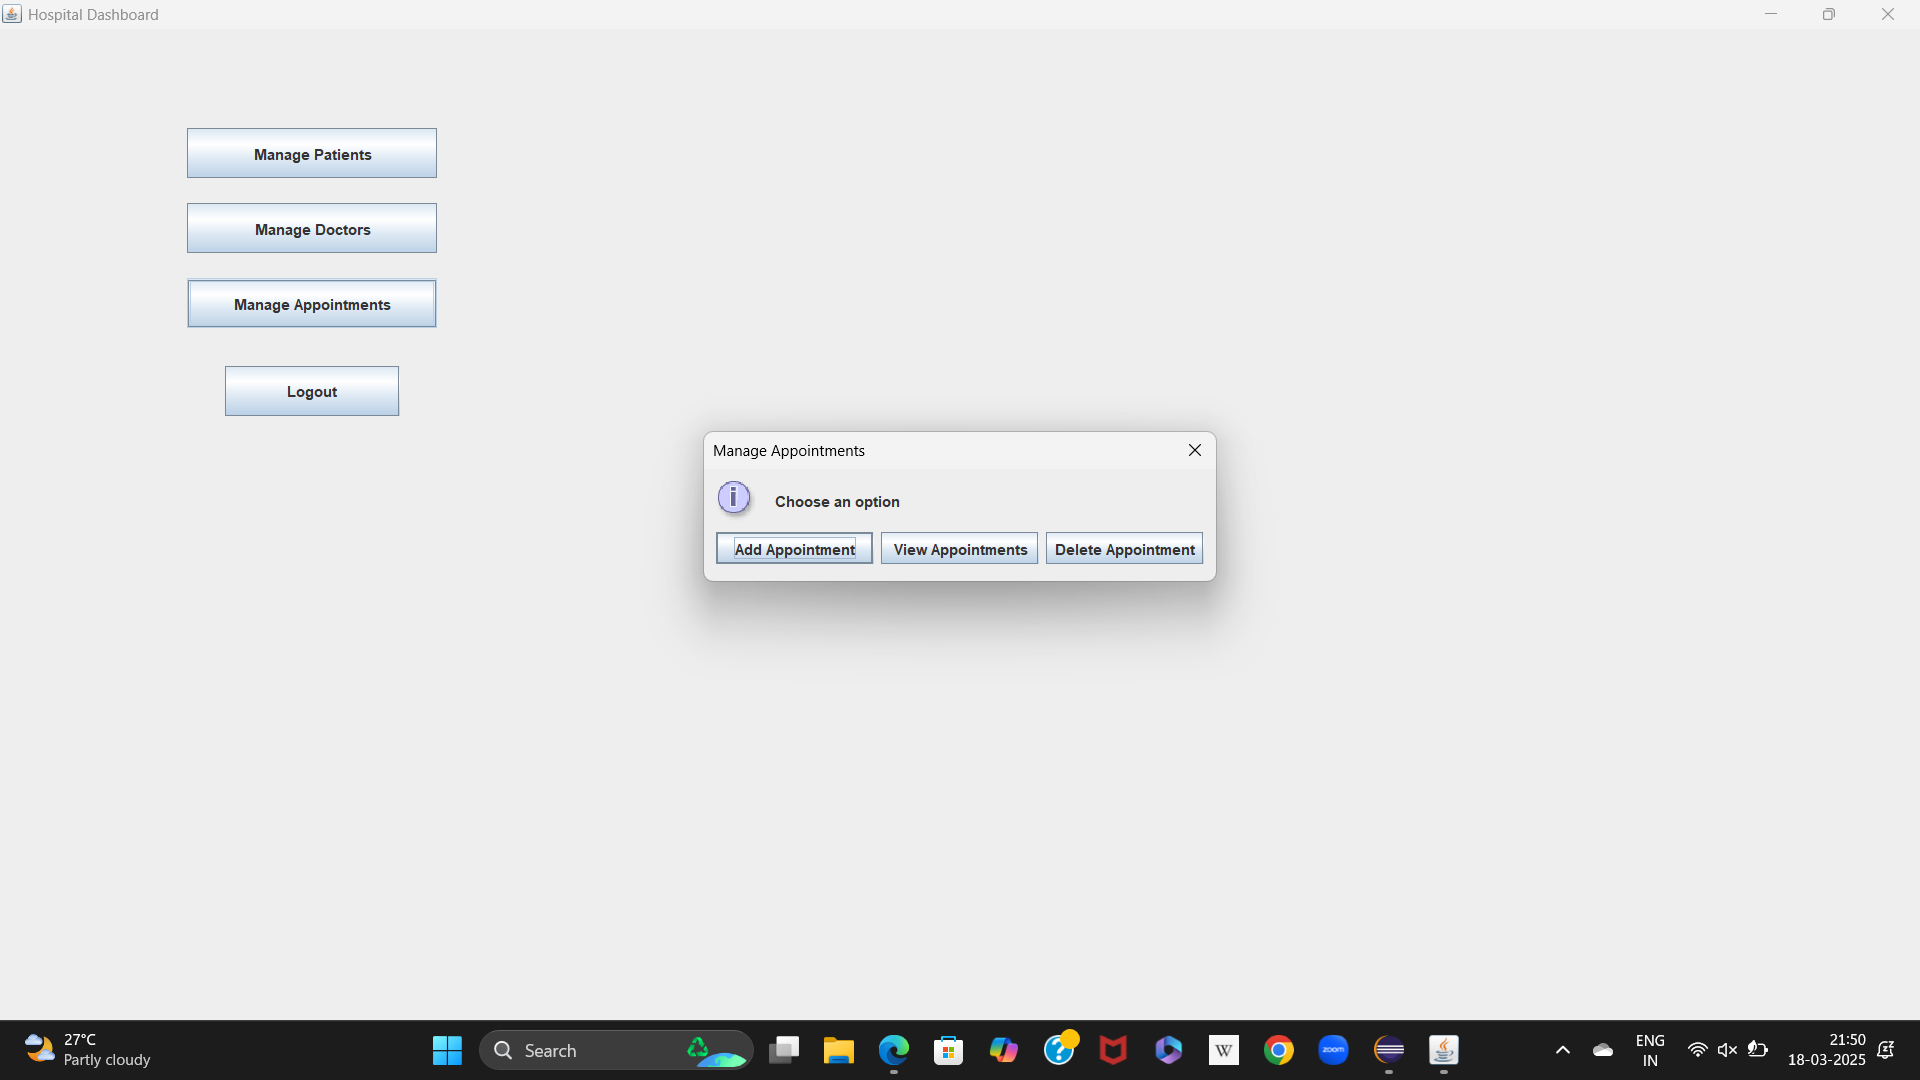 Hospital Dashboard
Manage Patients
Manage Doctors
Manage Appointments
Logout
Manage Appointments
i
Choose an option
Add Appointment
View Appointments
Delete Appointment
27°C
Partly cloudy
Search
W
zoom
ENG
IN
21:50
18-03-2025